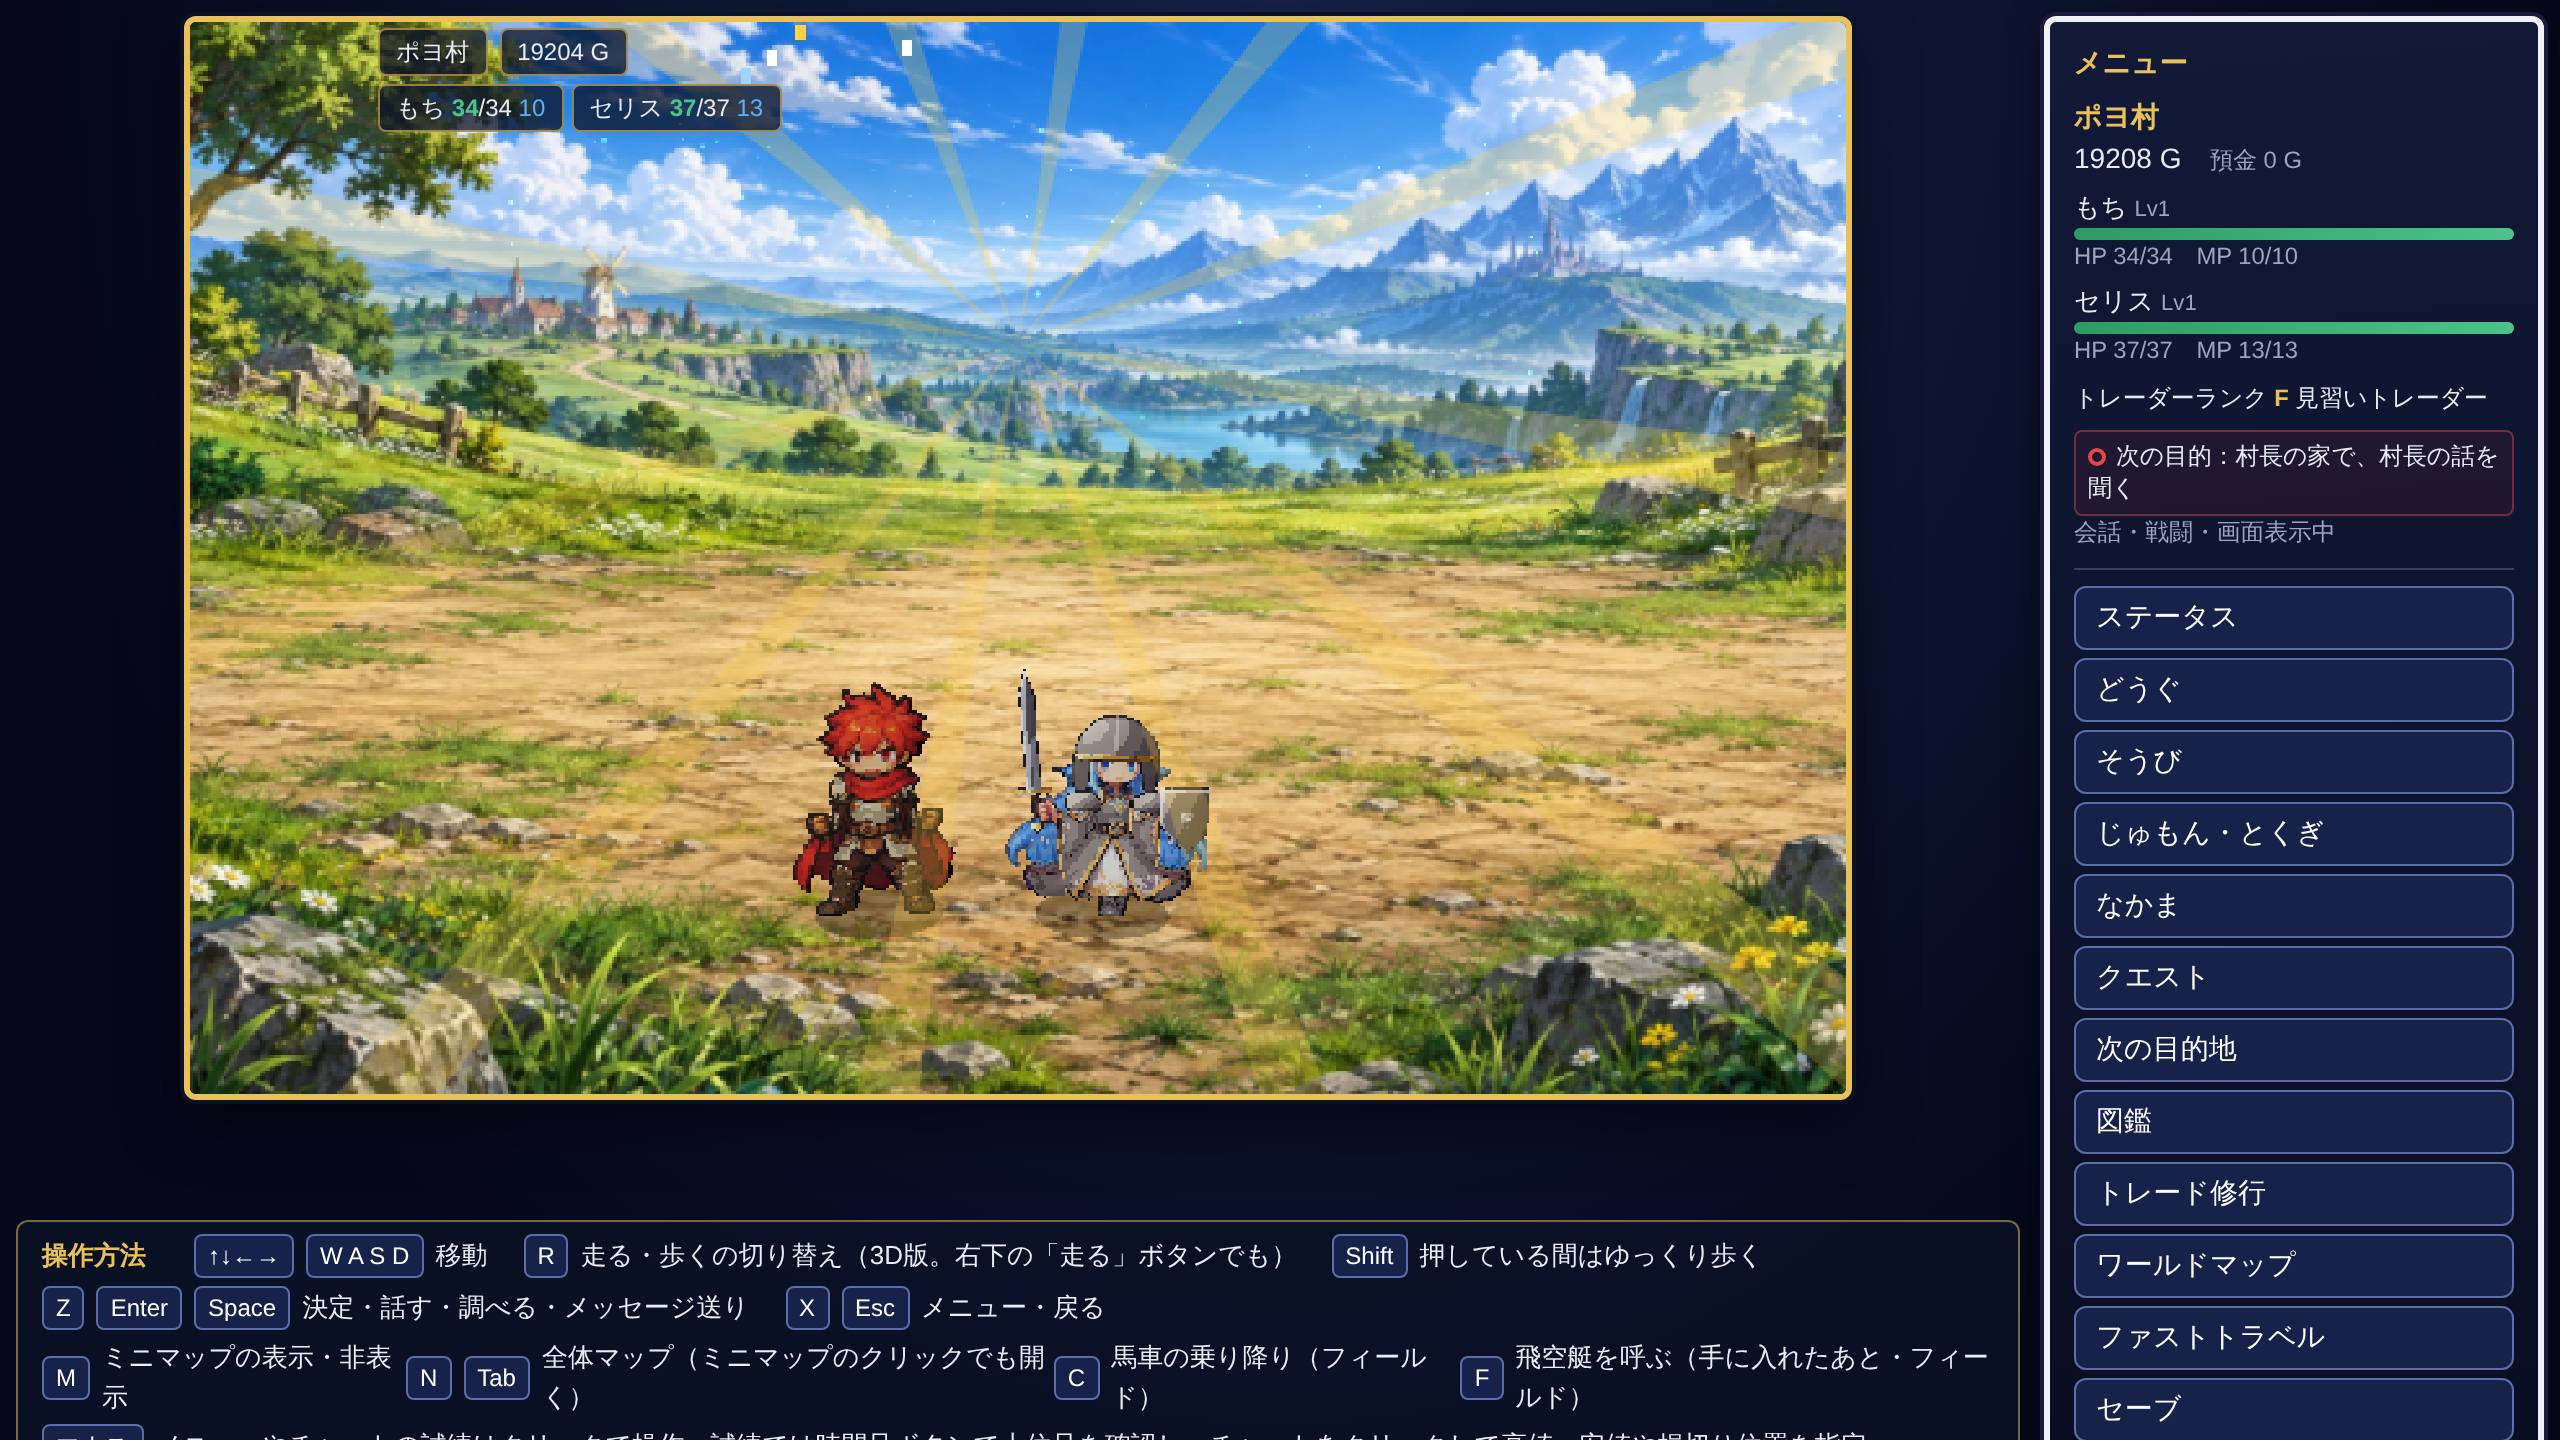 ポヨ村 19204 G
もち 34/34 10 セリス 37/37 13
メニュー
ポヨ村
19208 G 預金 0 G
もち Lv1
HP 34/34 MP 10/10
セリス Lv1
HP 37/37 MP 13/13
トレーダーランク F 見習いトレーダー
次の目的：村長の家で、村長の話を
聞く
会話・戦闘・画面表示中
ステータス
どうぐ
そうび
じゅもん・とくぎ
なかま
クエスト
次の目的地
図鑑
トレード修行
ワールドマップ
ファストトラベル
セーブ
操作方法 ↑↓←→ W A S D 移動 R 走る・歩くの切り替え（3D版。右下の「走る」ボタンでも） Shift 押している間はゆっくり歩く
Z Enter Space 決定・話す・調べる・メッセージ送り X Esc メニュー・戻る
M ミニマップの表示・非表示 N Tab 全体マップ（ミニマップのクリックでも開く） C 馬車の乗り降り（フィールド） F 飛空艇を呼ぶ（手に入れたあと・フィールド）